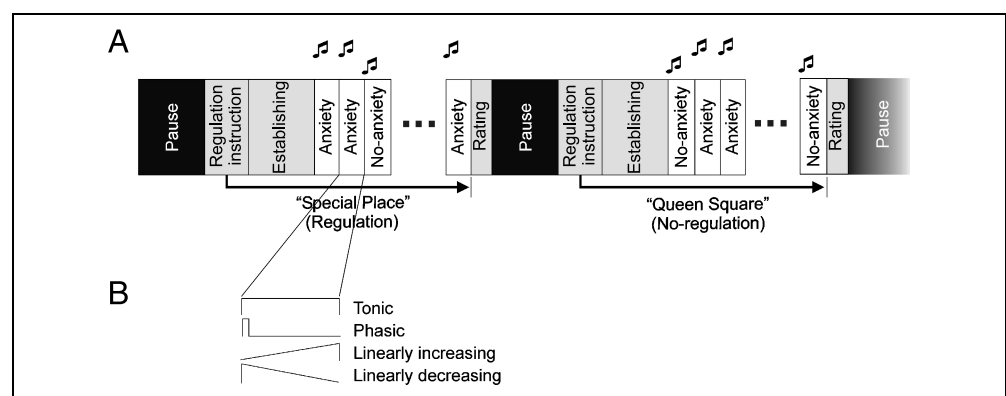 A
Pause
Regulation
instruction
Establishing
Anxiety
Anxiety
No-anxiety
Anxiety
Rating
Pause
Regulation
instruction
Establishing
No-anxiety
Anxiety
Anxiety
No-anxiety
Rating
Pause
“Special Place”
(Regulation)
“Queen Square”
(No-regulation)
B
Tonic
Phasic
Linearly increasing
Linearly decreasing